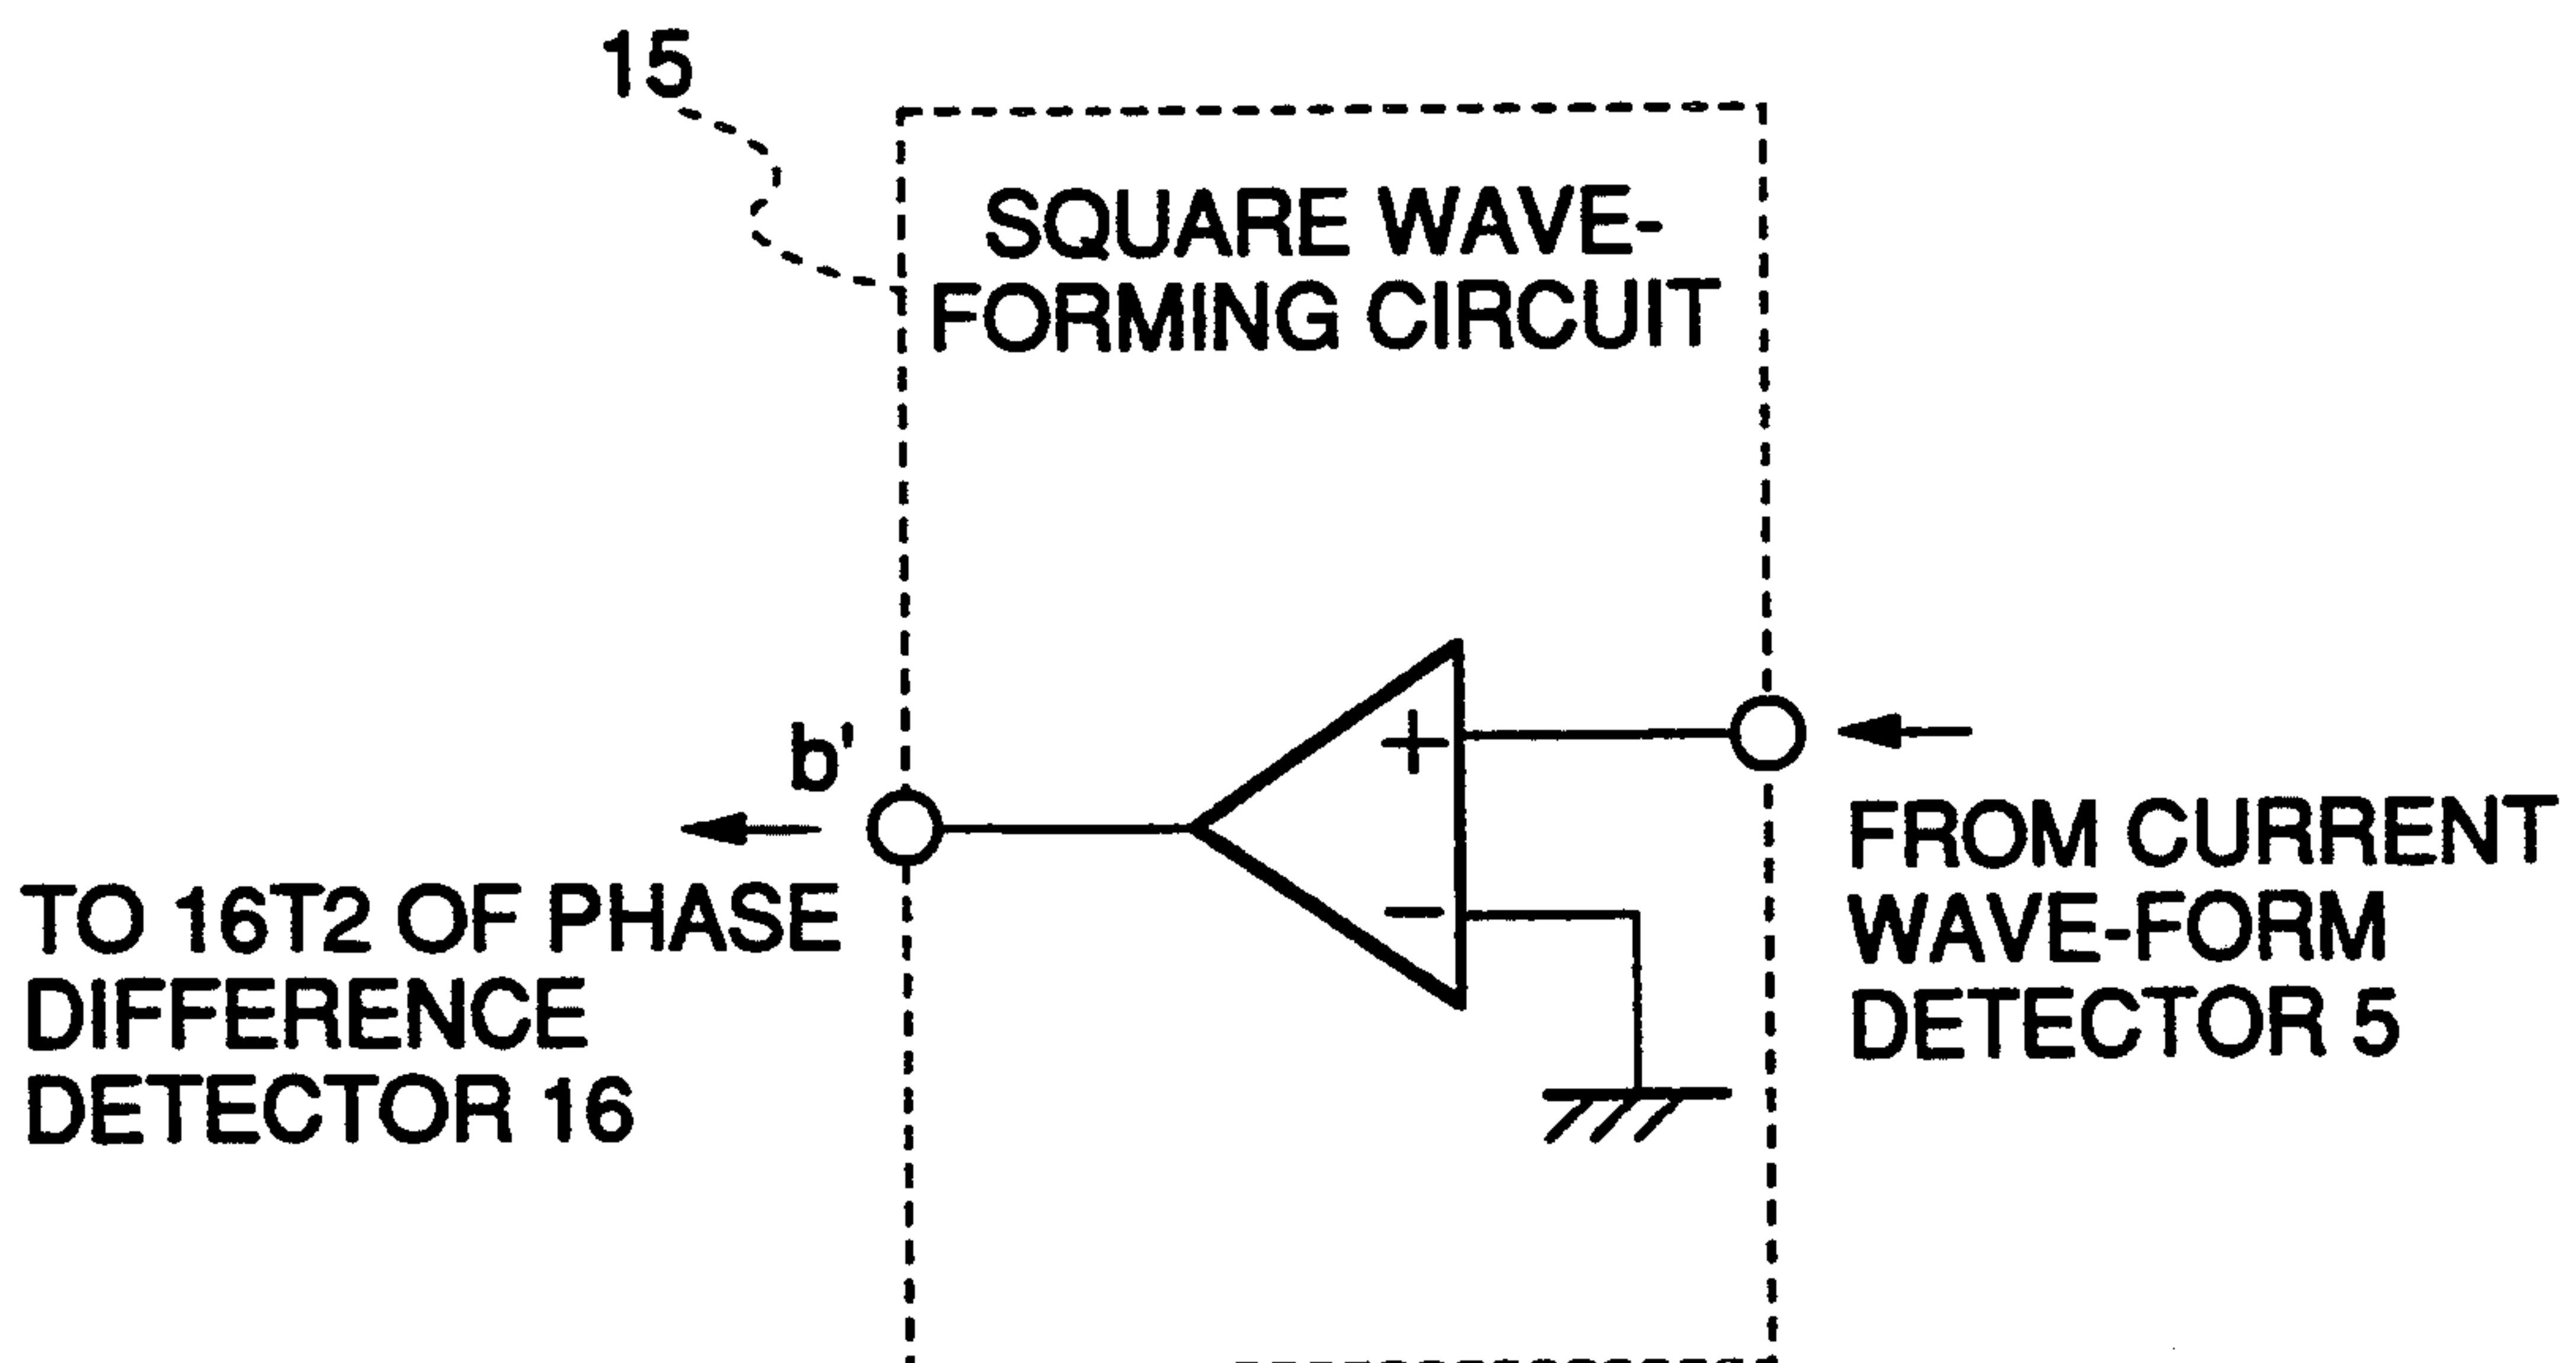 15
SQUARE WAVE-
FORMING CIRCUIT
+
−
b'
TO 16T2 OF PHASE
DIFFERENCE
DETECTOR 16
FROM CURRENT
WAVE-FORM
DETECTOR 5